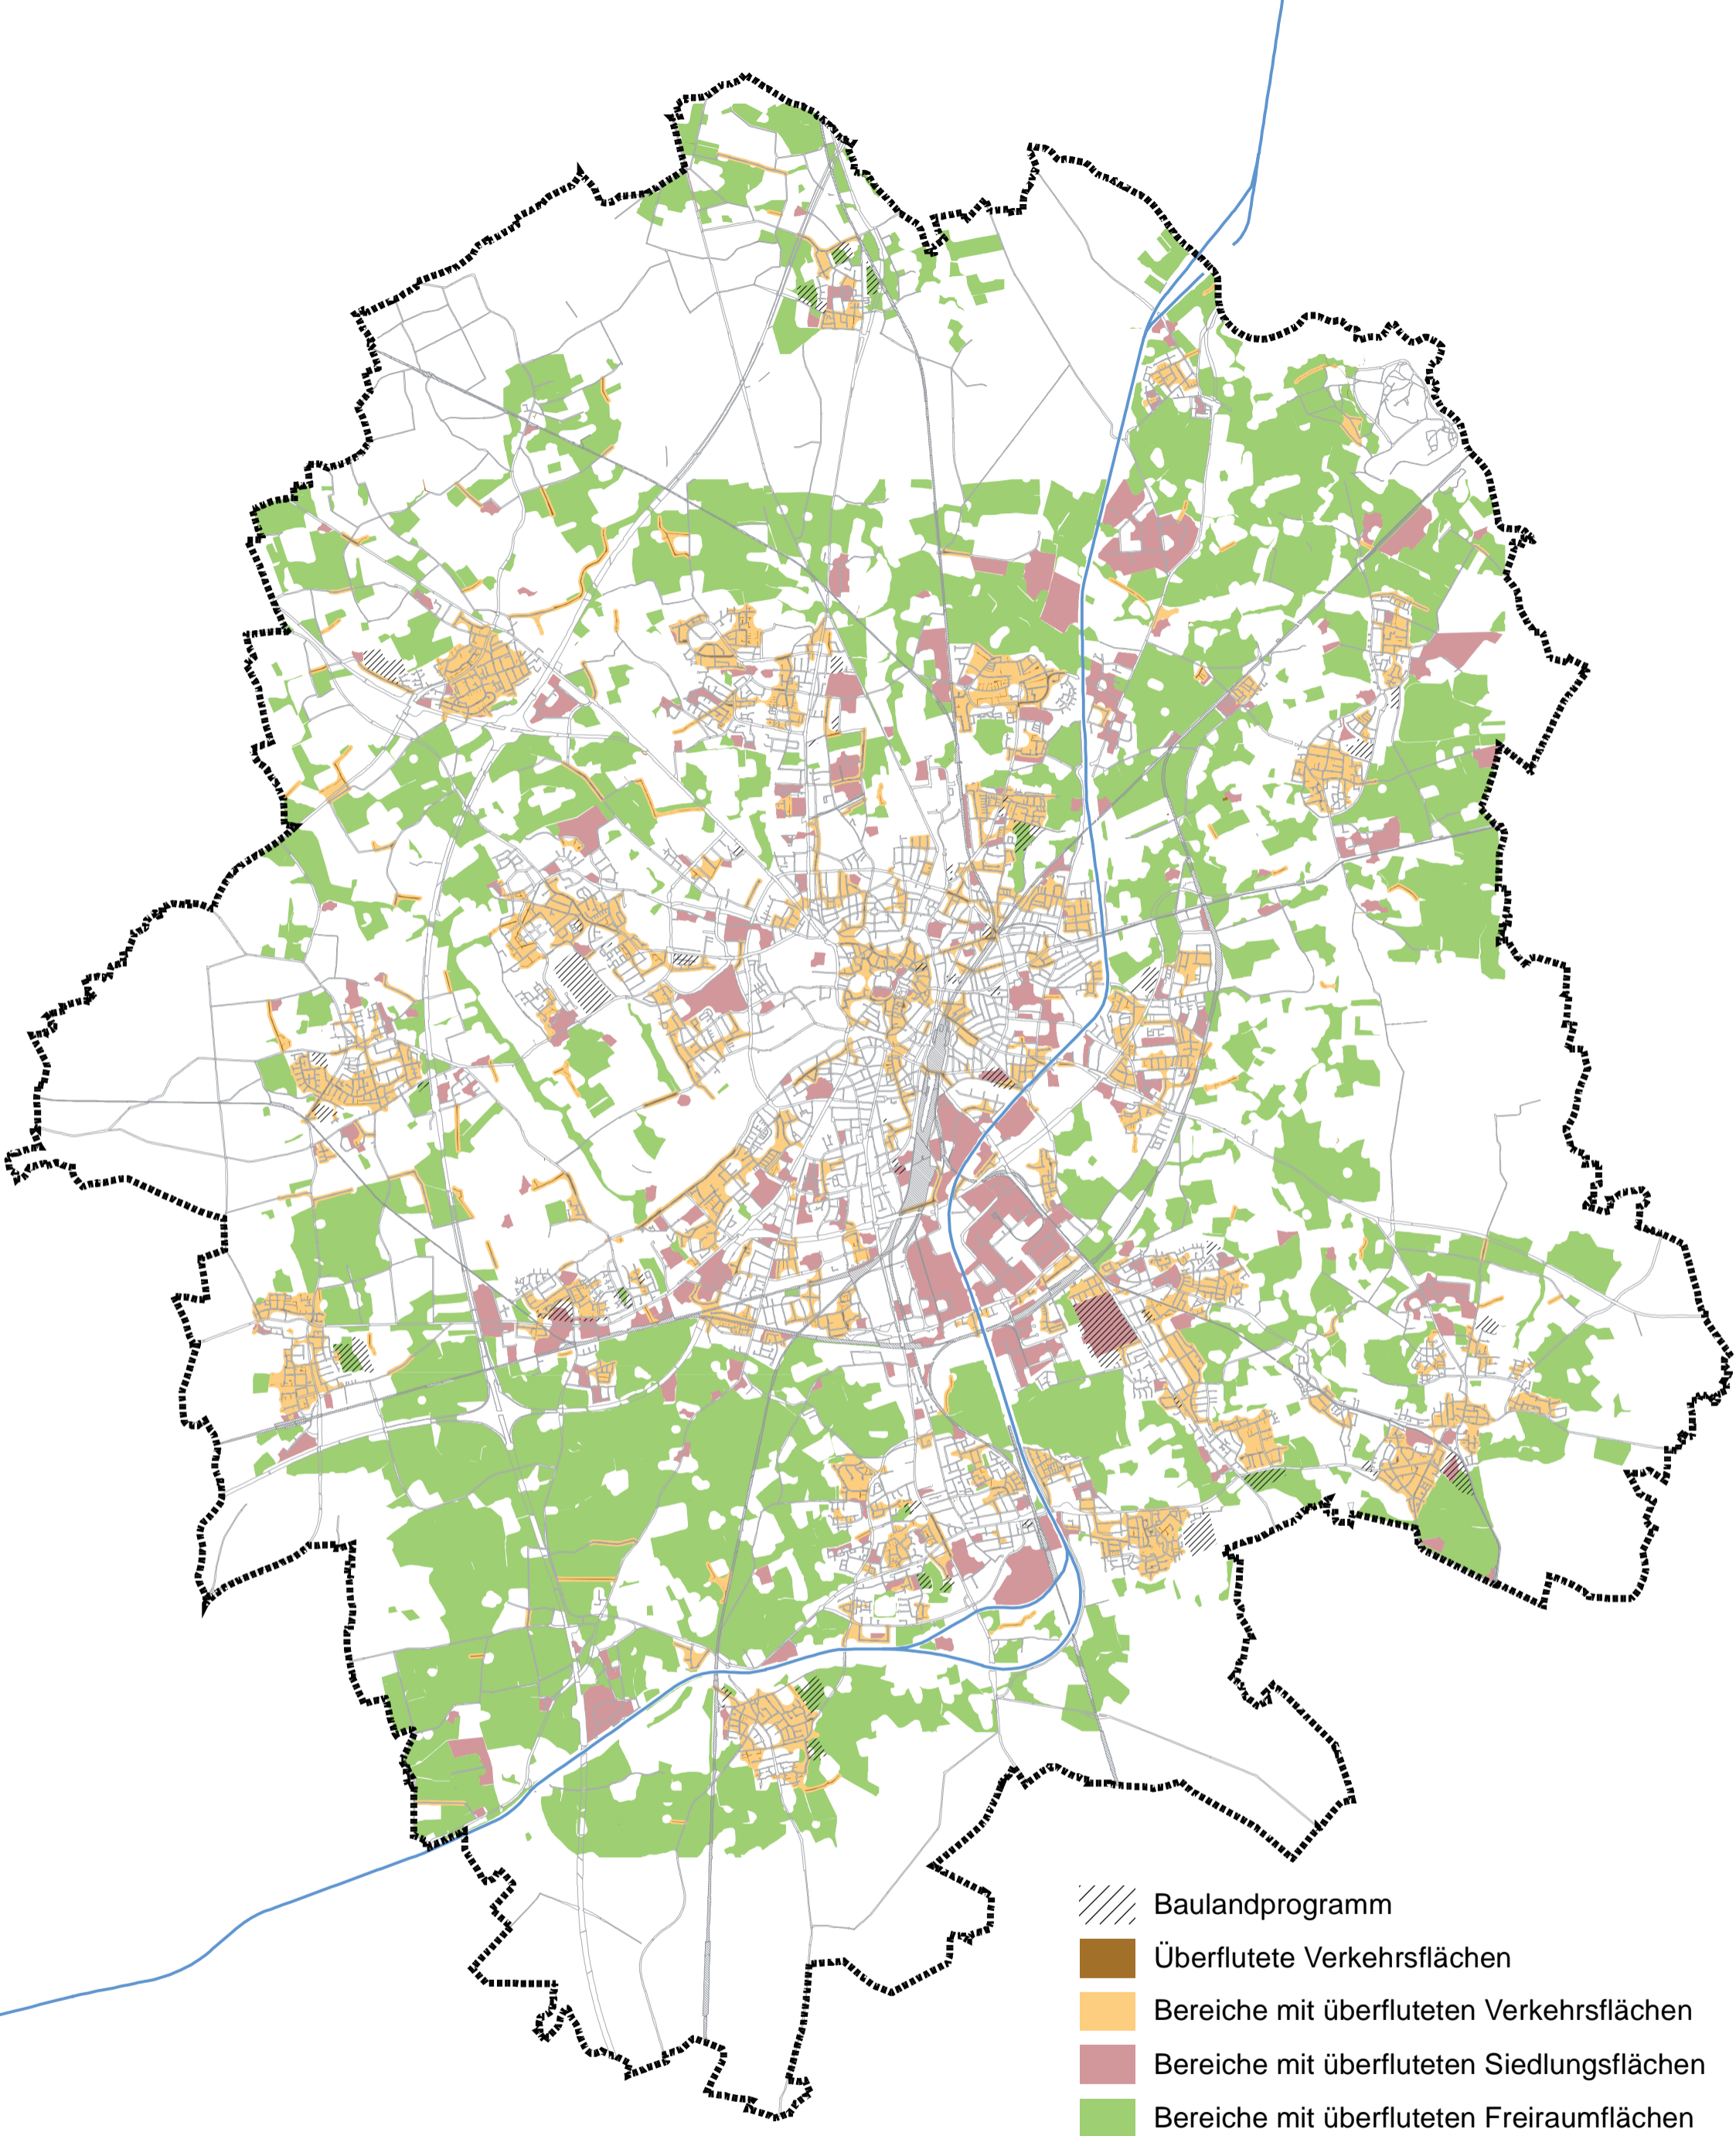 Baulandprogramm
Überflutete Verkehrsflächen
Bereiche mit überfluteten Verkehrsflächen
Bereiche mit überfluteten Siedlungsflächen
Bereiche mit überfluteten Freiraumflächen